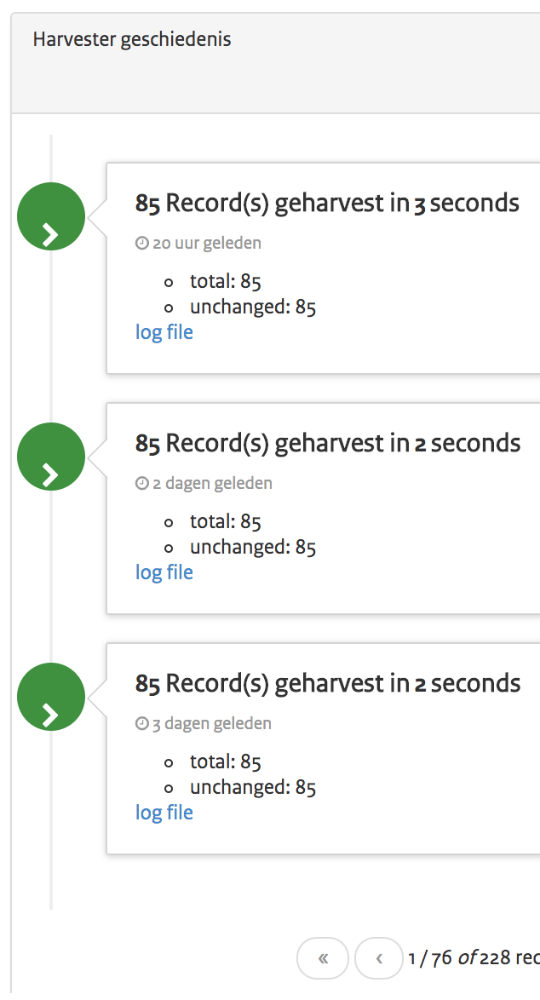 Harvester geschiedenis
85 Record(s) geharvest in 3 seconds
20 uur geleden
total: 85
unchanged: 85
log file
85 Record(s) geharvest in 2 seconds
2 dagen geleden
total: 85
unchanged: 85
log file
85 Record(s) geharvest in 2 seconds
3 dagen geleden
total: 85
unchanged: 85
log file
« ‹ 1 / 76 of 228